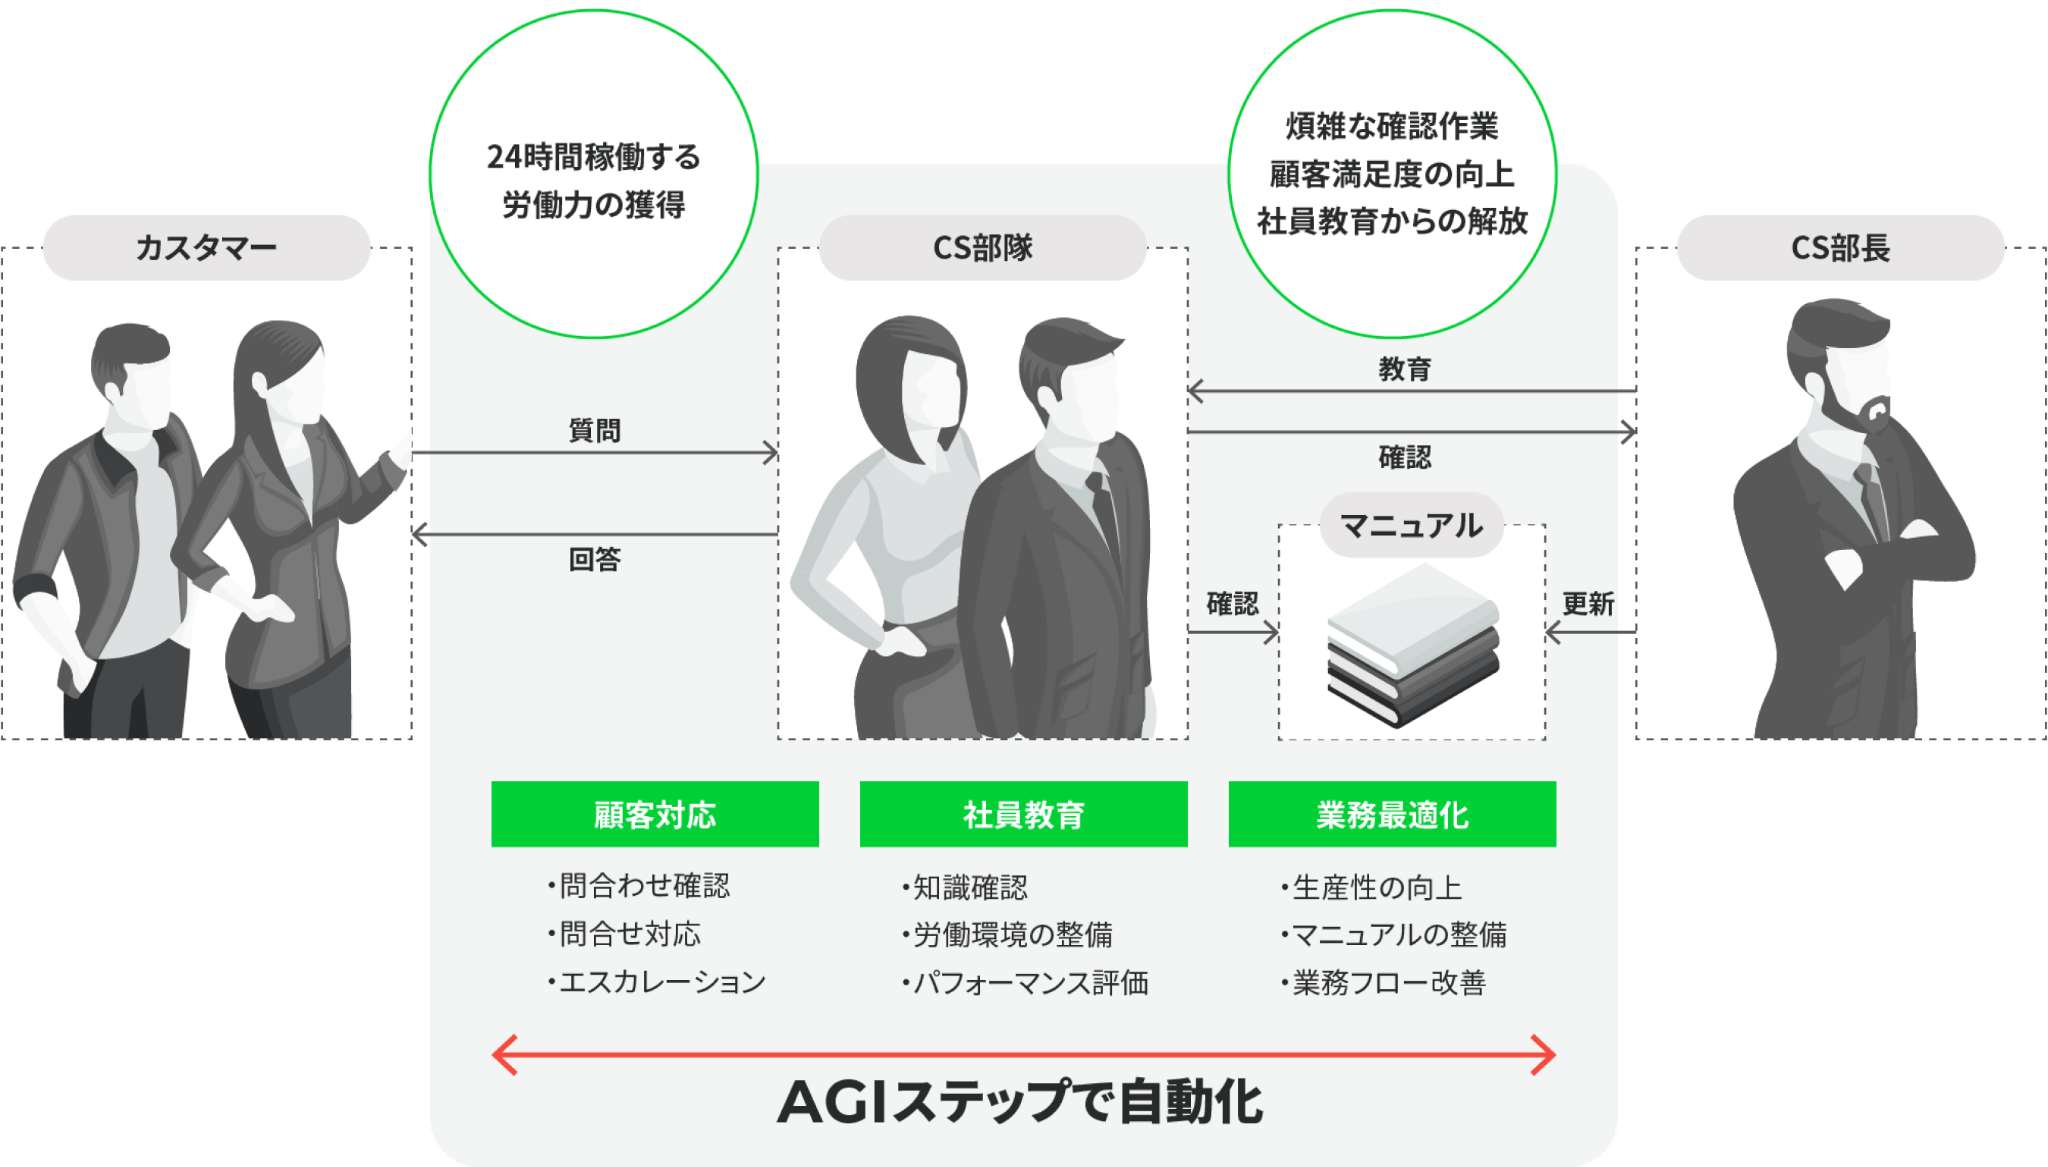 24時間稼働する
労働力の獲得
煩雑な確認作業
顧客満足度の向上
社員教育からの解放
カスタマー
CS部隊
CS部長
教育
質問
確認
マニュアル
回答
確認
更新
顧客対応
・問合わせ確認
・問合せ対応
・エスカレーション
社員教育
・知識確認
・労働環境の整備
・パフォーマンス評価
業務最適化
・生産性の向上
・マニュアルの整備
・業務フロー改善
AGIステップで自動化